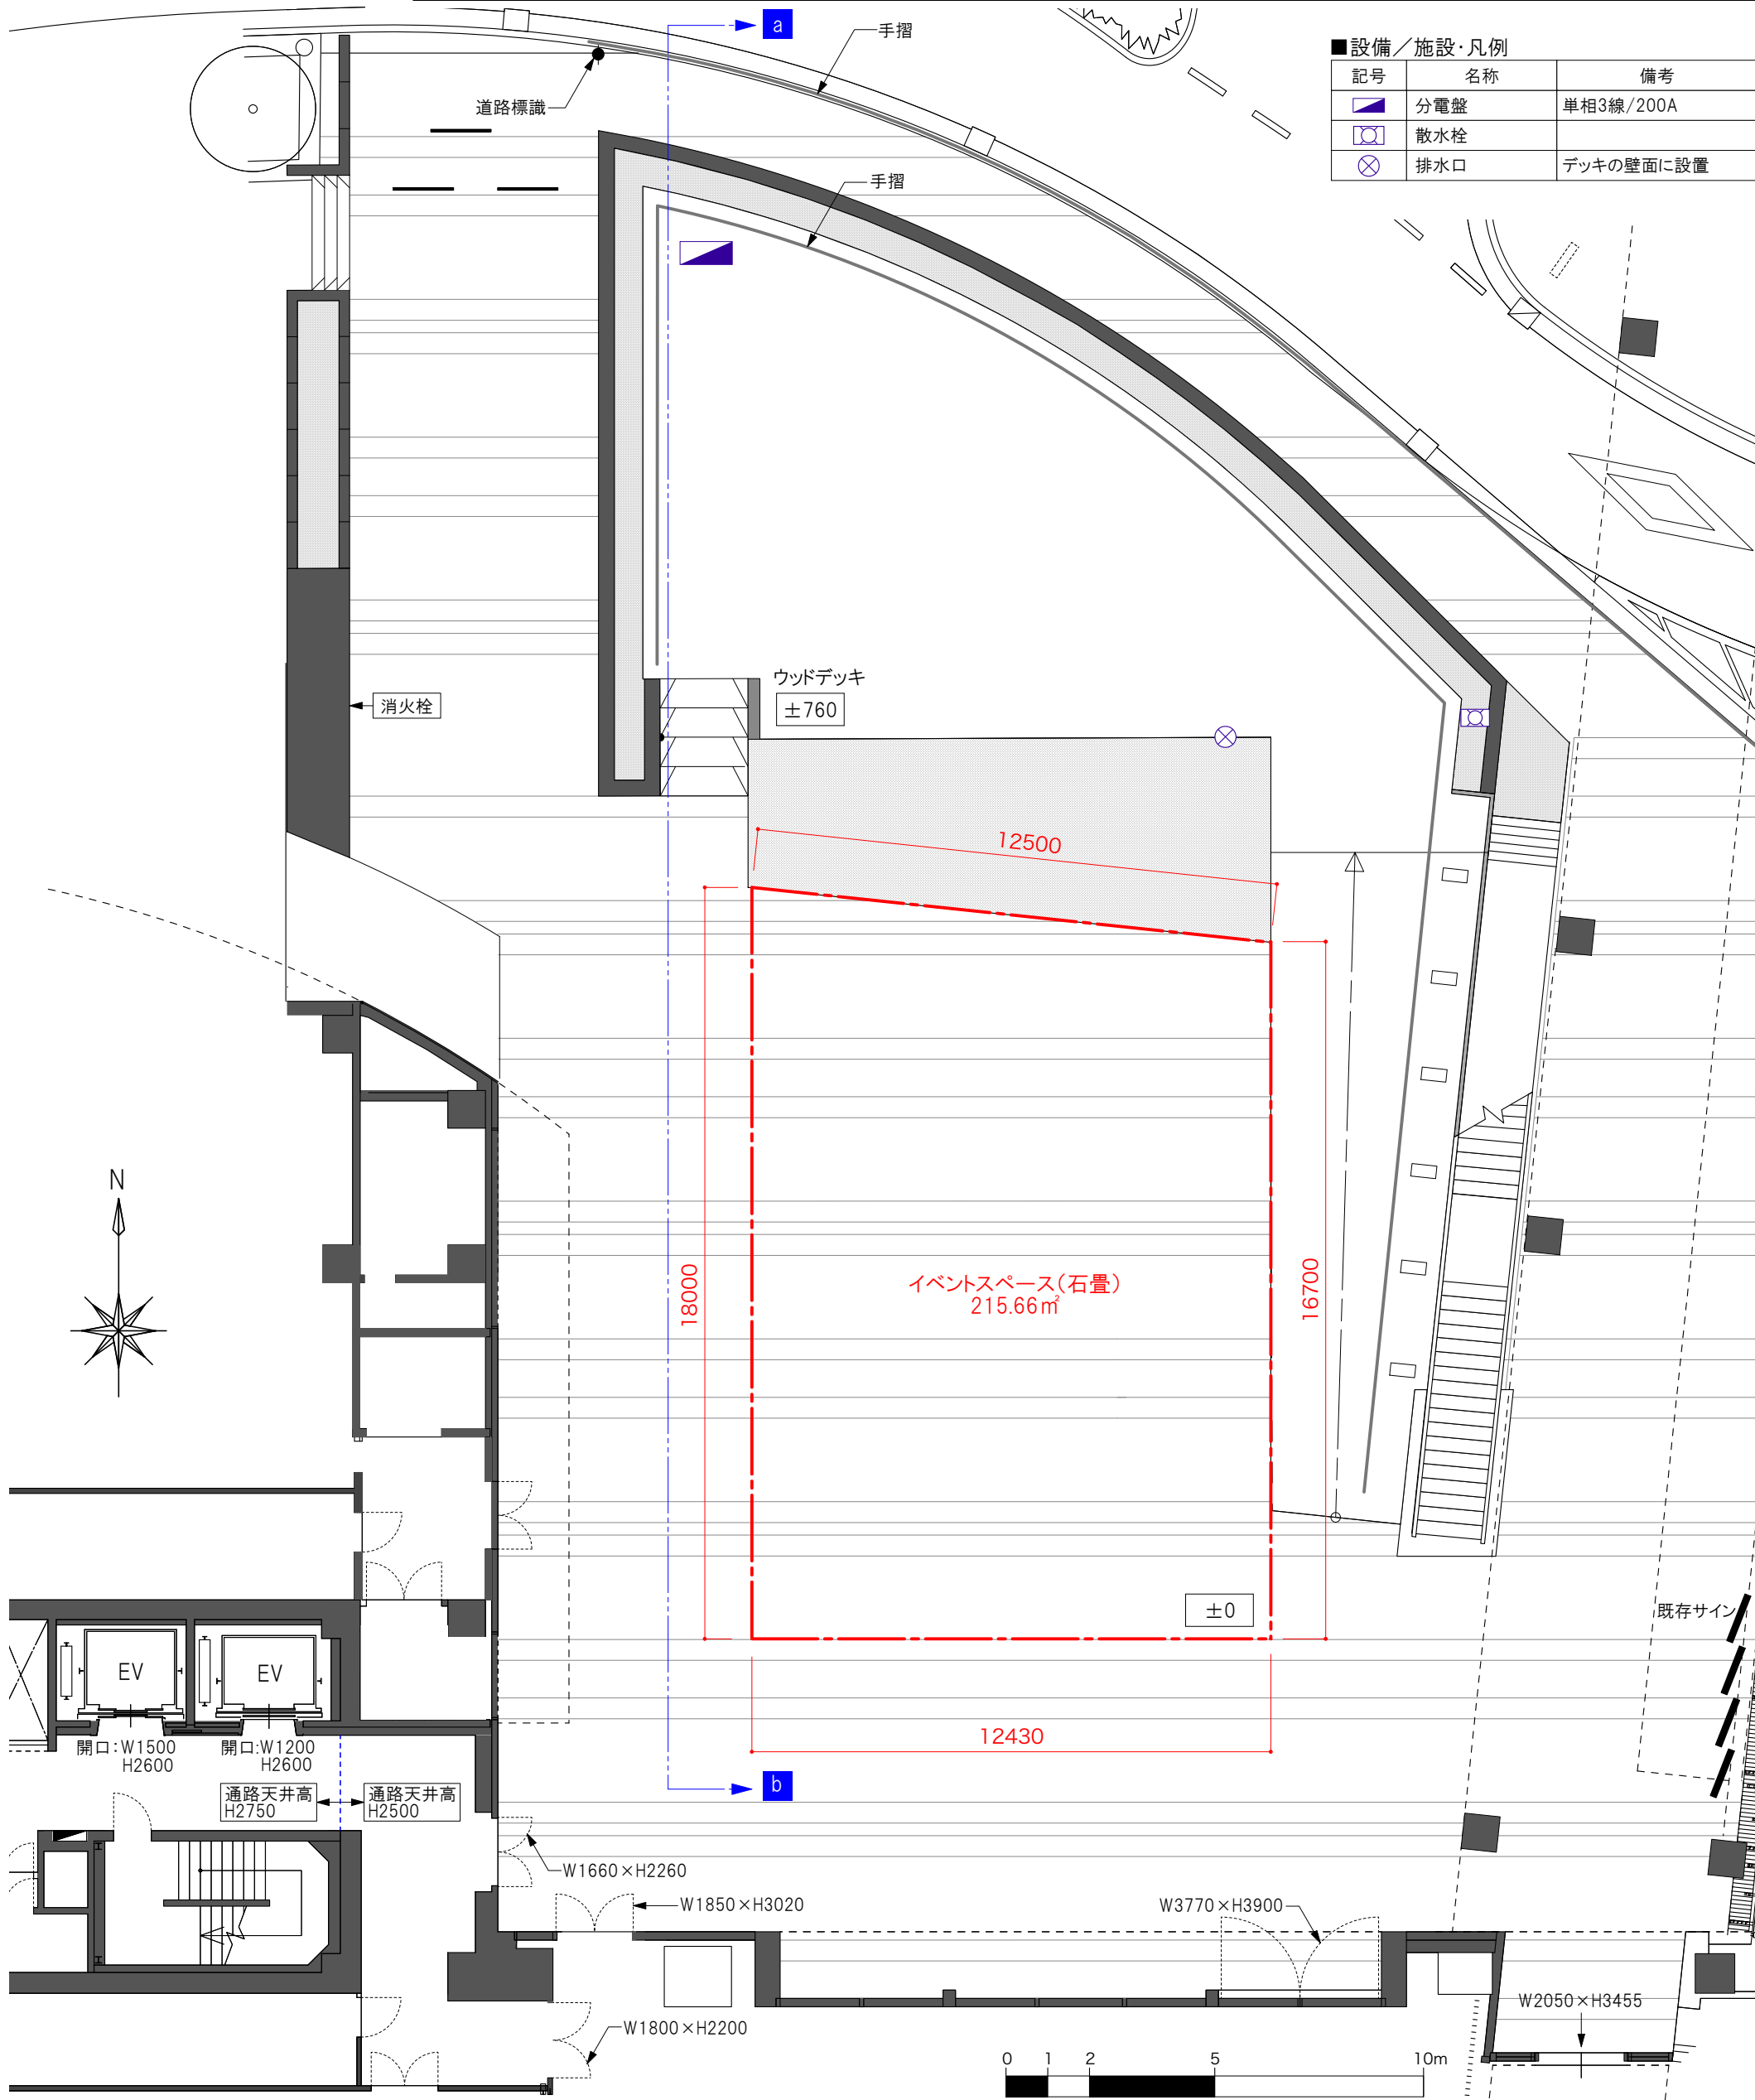 a
手摺
道路標識
■設備／施設・凡例
記号 名称 備考
分電盤 単相3線/200A
散水栓
排水口 デッキの壁面に設置
手摺
ウッドデッキ
±760
消火栓
12500
N
18000
イベントスペース（石畳）
215.66㎡
16700
±0
既存サイン
EV
EV
12430
開口：W1500
H2600
開口:W1200
H2600
通路天井高
H2750
通路天井高
H2500
b
W1660×H2260
W1850×H3020
W3770×H3900
W1800×H2200
W2050×H3455
0 1 2 5 10m